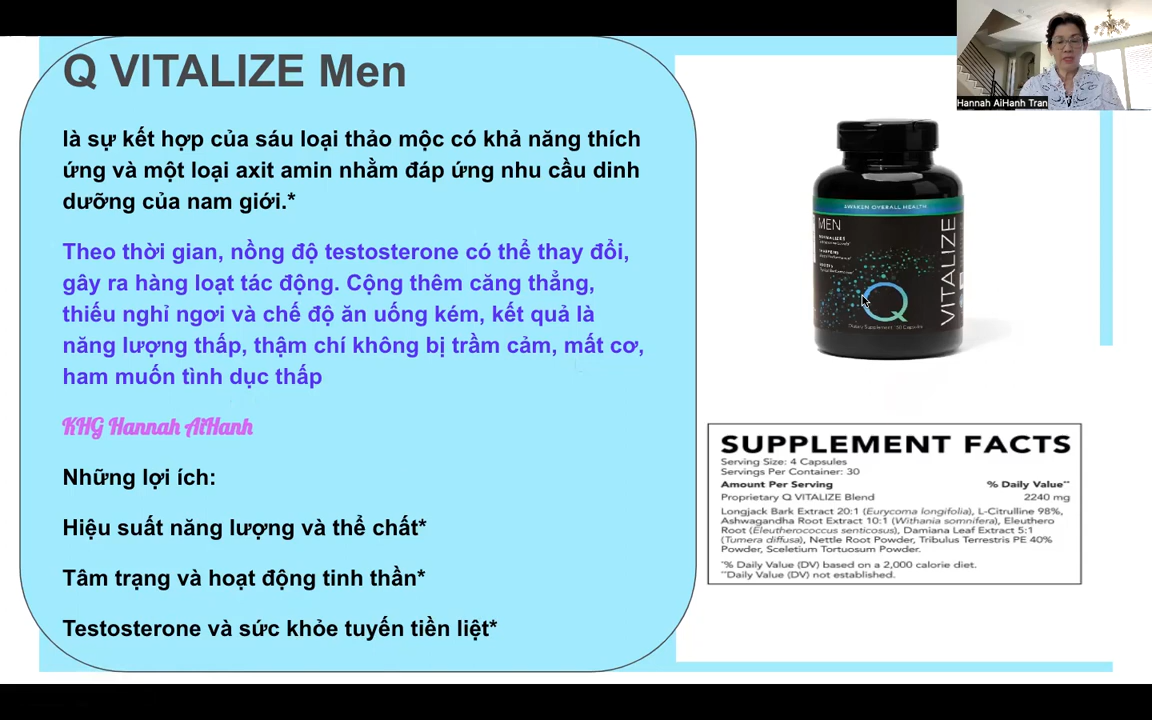 Q VITALIZE Men
là sự kết hợp của sáu loại thảo mộc có khả năng thích
ứng và một loại axit amin nhằm đáp ứng nhu cầu dinh
dưỡng của nam giới.*
Theo thời gian, nồng độ testosterone có thể thay đổi,
gây ra hàng loạt tác động. Cộng thêm căng thẳng,
thiếu nghỉ ngơi và chế độ ăn uống kém, kết quả là
năng lượng thấp, thậm chí không bị trầm cảm, mất cơ,
ham muốn tình dục thấp
KHG Hannah AiHanh
Những lợi ích:
Hiệu suất năng lượng và thể chất*
Tâm trạng và hoạt động tinh thần*
Testosterone và sức khỏe tuyến tiền liệt*
Hannah AiHanh Tran
AWAKEN OVERALL HEALTH
MEN
VITALIZE
Q
Dietary Supplement
Capsules
SUPPLEMENT FACTS
Serving Size: 4 Capsules
Servings Per Container: 30
Amount Per Serving % Daily Value**
Proprietary Q VITALIZE Blend 2240 mg
Longjack Bark Extract 20:1 (Eurycoma longifolia), L-Citrulline 98%,
Ashwagandha Root Extract 10:1 (Withania somnifera), Eleuthero
Root (Eleutherococcus senticosus), Damiana Leaf Extract 5:1
(Turnera diffusa), Nettle Root Powder, Tribulus Terrestris PE 40%
Powder, Sceletium Tortuosum Powder.
*% Daily Value (DV) based on a 2,000 calorie diet.
**Daily Value (DV) not established.